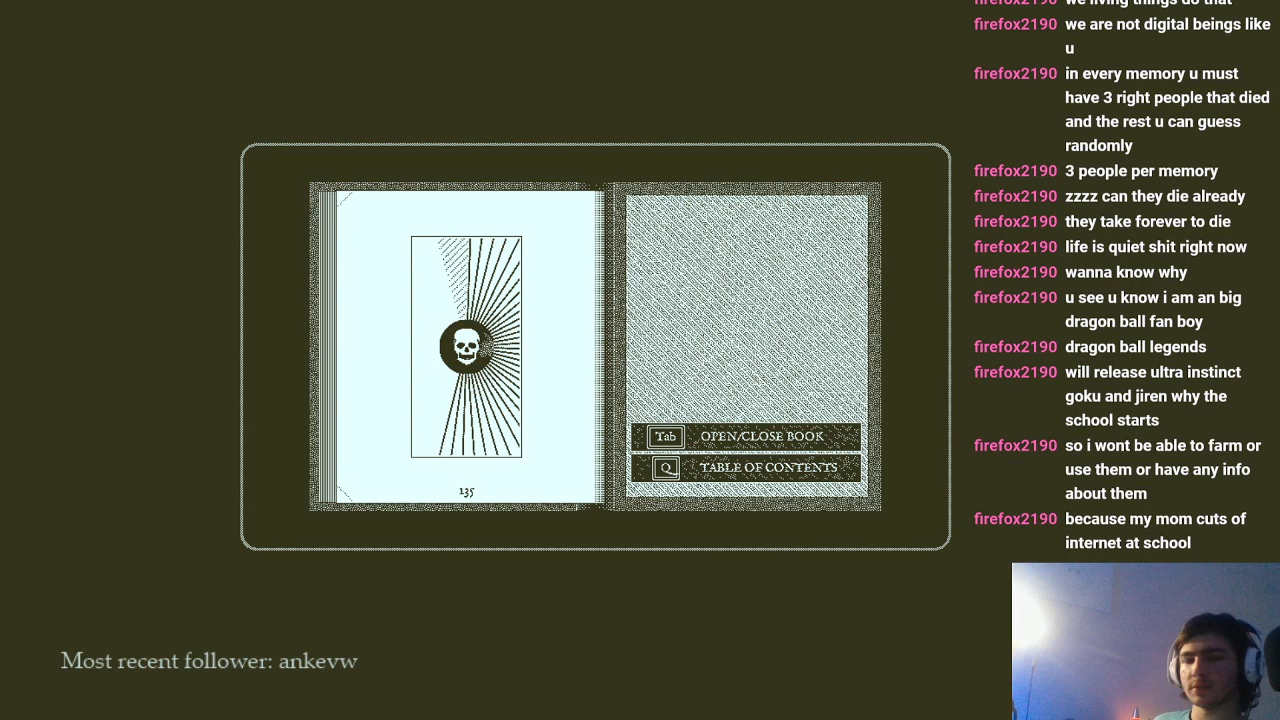 135
Tab OPEN/CLOSE BOOK
Q TABLE OF CONTENTS
Most recent follower: ankevw
firefox2190 we living things do that
firefox2190 we are not digital beings like
u
firefox2190 in every memory u must
have 3 right people that died
and the rest u can guess
randomly
firefox2190 3 people per memory
firefox2190 zzzz can they die already
firefox2190 they take forever to die
firefox2190 life is quiet shit right now
firefox2190 wanna know why
firefox2190 u see u know i am an big
dragon ball fan boy
firefox2190 dragon ball legends
firefox2190 will release ultra instinct
goku and jiren why the
school starts
firefox2190 so i wont be able to farm or
use them or have any info
about them
firefox2190 because my mom cuts of
internet at school